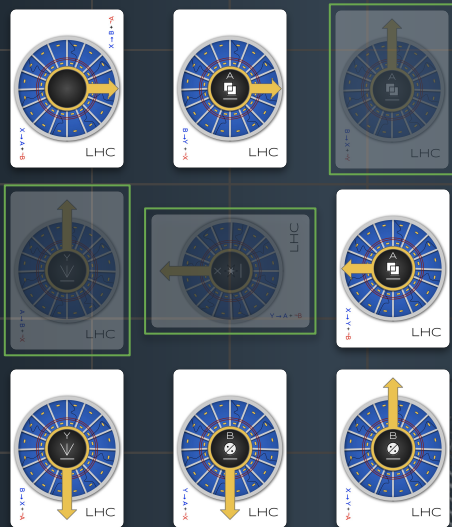 X→A+-B
LHC
A
B→Y+-X
LHC
A
B→X+-Y
LHC
Y
LHC
X
Y→A+-B
LHC
A
X→Y+-B
LHC
Y
B→X+-A
LHC
B
Y→A+-X
LHC
B
X→Y+-A
LHC